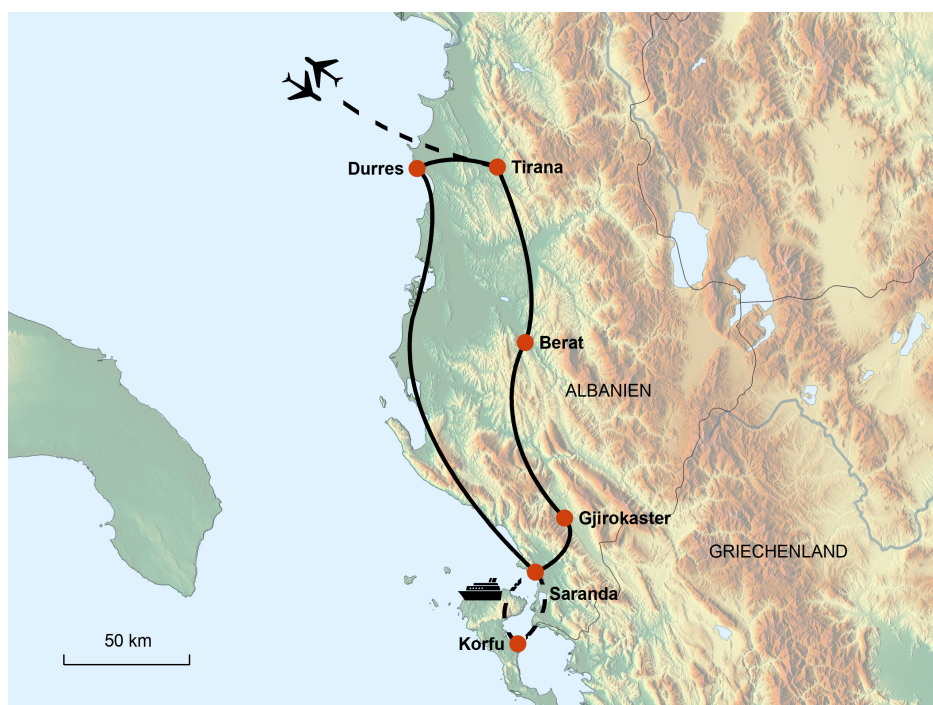 Durres
Tirana
Berat
ALBANIEN
Gjirokaster
GRIECHENLAND
Saranda
Korfu
50 km